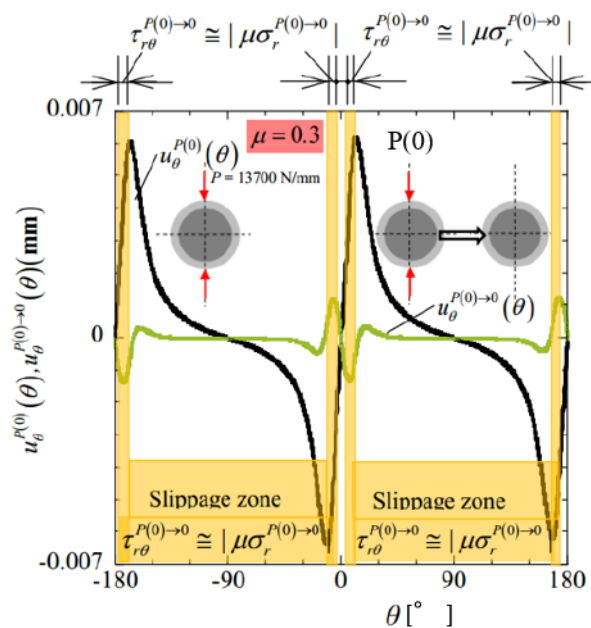 τ_{rθ}^{P(0)→0} ≅ | μσ_r^{P(0)→0} | τ_{rθ}^{P(0)→0} ≅ | μσ_r^{P(0)→0} |
0.007
μ = 0.3
P(0)
u_θ^{P(0)}(θ)
P = 13700 N/mm
u_θ^{P(0)→0}(θ)
0
u_θ^{P(0)}(θ), u_θ^{P(0)→0}(θ)(mm)
Slippage zone Slippage zone
τ_{rθ}^{P(0)→0} ≅ | μσ_r^{P(0)→0} | τ_{rθ}^{P(0)→0} ≅ | μσ_r^{P(0)→0} |
-0.007
-180 -90 0 90 180
θ [° ]